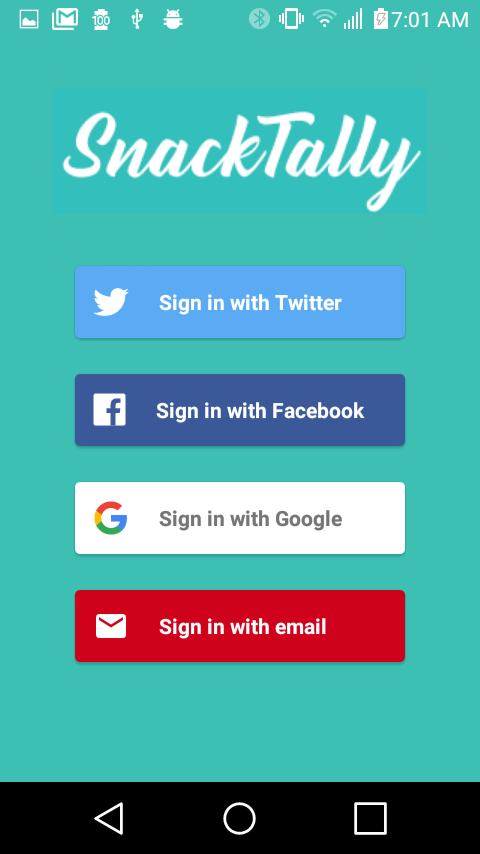 100 7:01 AM
SnackTally
Sign in with Twitter
Sign in with Facebook
Sign in with Google
Sign in with email